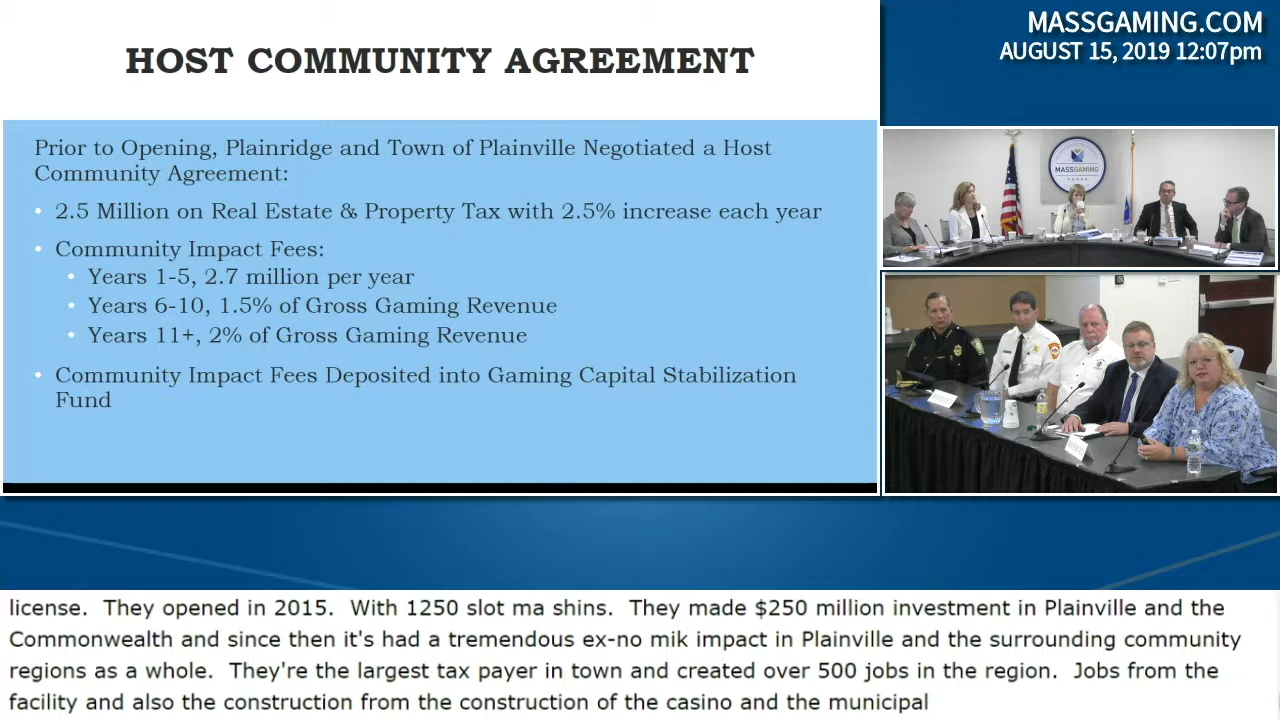 HOST COMMUNITY AGREEMENT
Prior to Opening, Plainridge and Town of Plainville Negotiated a Host
Community Agreement:
• 2.5 Million on Real Estate & Property Tax with 2.5% increase each year
• Community Impact Fees:
• Years 1-5, 2.7 million per year
• Years 6-10, 1.5% of Gross Gaming Revenue
• Years 11+, 2% of Gross Gaming Revenue
• Community Impact Fees Deposited into Gaming Capital Stabilization
Fund
MASSGAMING.COM
AUGUST 15, 2019 12:07pm
MASSGAMING
license. They opened in 2015. With 1250 slot ma shins. They made $250 million investment in Plainville and the
Commonwealth and since then it's had a tremendous ex-no mik impact in Plainville and the surrounding community
regions as a whole. They're the largest tax payer in town and created over 500 jobs in the region. Jobs from the
facility and also the construction from the construction of the casino and the municipal